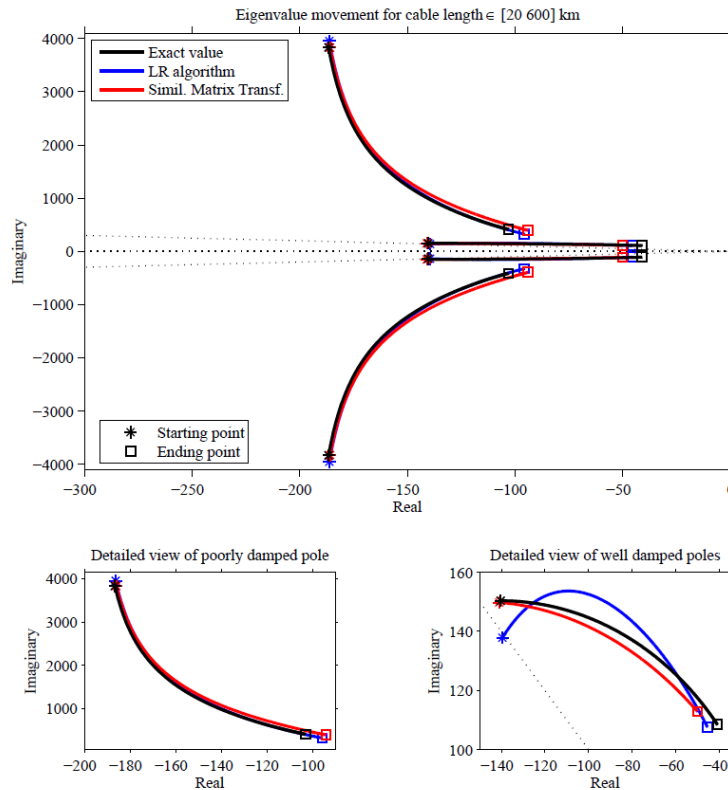 Eigenvalue movement for cable length∈ [20 600] km
4000
3000
2000
1000
0
−1000
−2000
−3000
−4000
Imaginary
Exact value
LR algorithm
Simil. Matrix Transf.
Starting point
Ending point
−300
−250
−200
−150
−100
−50
Real
Detailed view of poorly damped pole
4000
3000
2000
1000
Imaginary
−200
−180
−160
−140
−120
−100
Real
Detailed view of well damped poles
160
140
120
100
Imaginary
−140
−120
−100
−80
−60
−40
Real